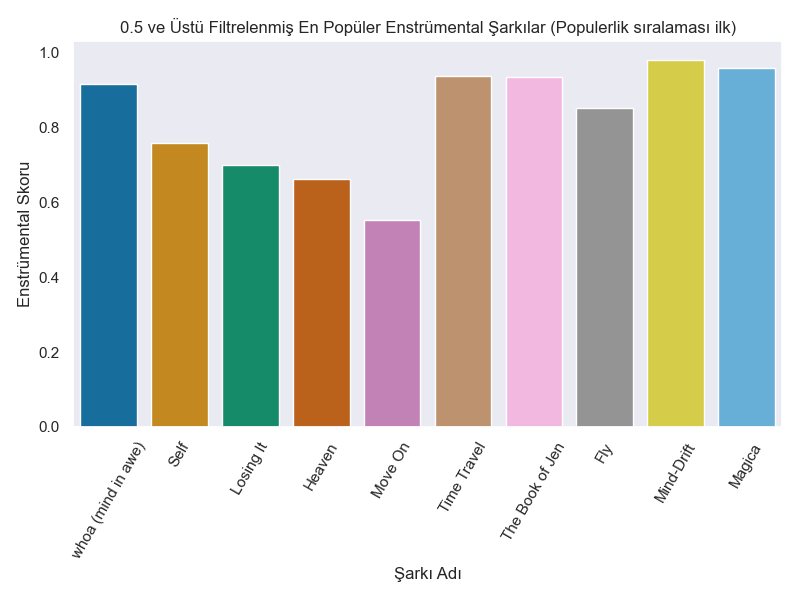 0.5 ve Üstü Filtrelenmiş En Popüler Enstrümental Şarkılar (Populerlik sıralaması ilk)
Enstrümental Skoru
1.0
0.8
0.6
0.4
0.2
0.0
whoa (mind in awe)
Self
Losing It
Heaven
Move On
Time Travel
The Book of Jen
Fly
Mind-Drift
Magica
Şarkı Adı